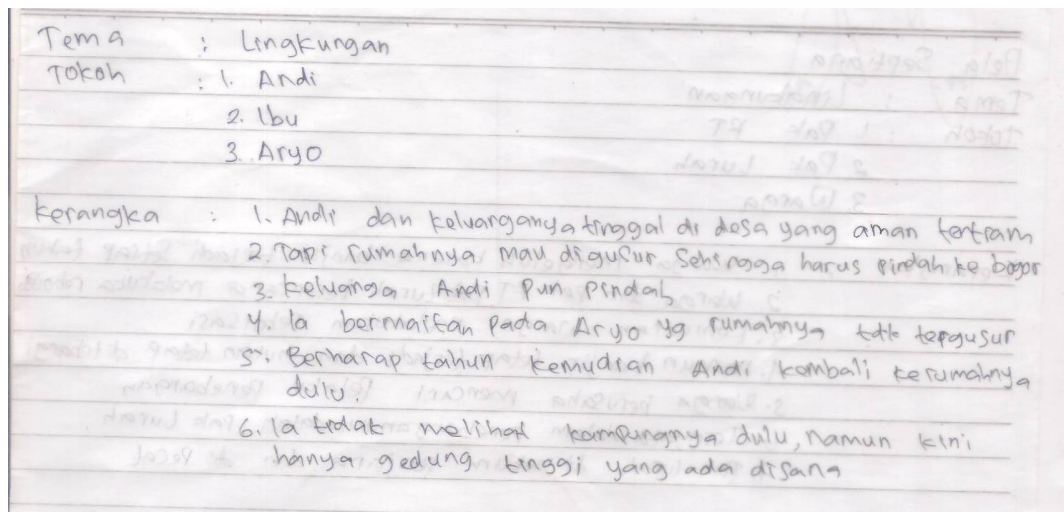 Tema : Lingkungan
Tokoh : 1. Andi
2. Ibu
3. Aryo
Kerangka : 1. Andi dan keluarganya tinggal di desa yang aman tentram
2. Tapi rumahnya mau digusur Sehingga harus pindah ke bogor
3. Keluarga Andi pun pindah
4. Ia bermaifan pada Aryo yg rumahnya tdk tergusur
5. Berharap tahun kemudian Andi kembali kerumahnya
dulu.
6. Ia tidak melihat kampungnya dulu, namun kini
hanya gedung tinggi yang ada disana